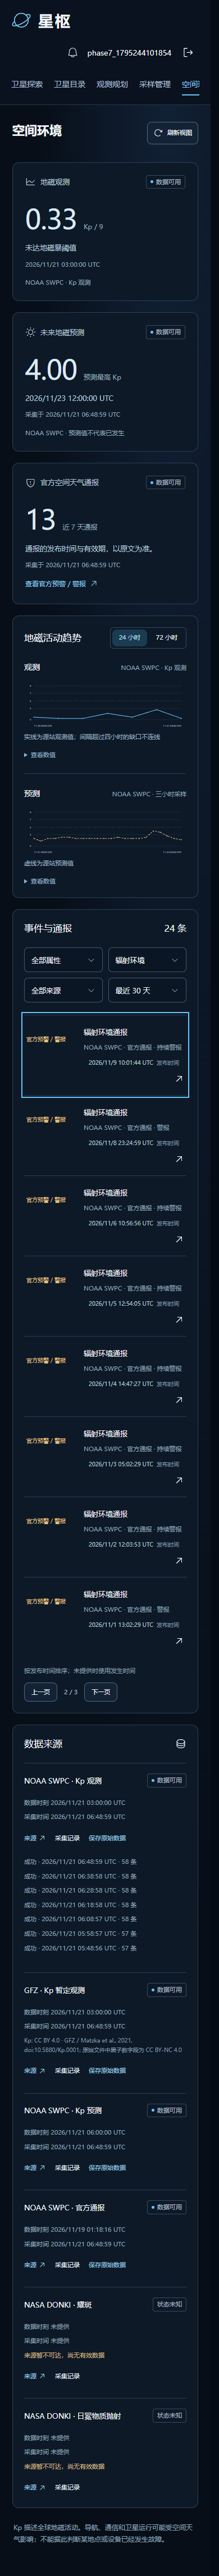 星枢
phase7_1795244101854
卫星探索 卫星目录 观测规划 采样管理 空间
空间环境
刷新视图
地磁观测
数据可用
0.33 Kp / 9
未达地磁暴阈值
2026/11/21 03:00:00 UTC
NOAA SWPC · Kp 观测
未来地磁预测
数据可用
4.00 预测最高 Kp
2026/11/23 12:00:00 UTC
采集于 2026/11/21 06:48:59 UTC
NOAA SWPC · 预测值不代表已发生
官方空间天气通报
数据可用
13 近 7 天通报
通报的发布时间与有效期，以原文为准。
采集于 2026/11/21 06:48:59 UTC
查看官方预警 / 警报
地磁活动趋势
24 小时
72 小时
观测
NOAA SWPC · Kp 观测
实线为源站观测值，间隔超过四小时的缺口不连线
查看数值
预测
NOAA SWPC · 三小时采样
虚线为源站预测值
查看数值
事件与通报
24 条
全部属性
辐射环境
全部来源
最近 30 天
官方预警 / 警报
辐射环境通报
NOAA SWPC · 官方通报 · 持续警报
2026/11/9 10:01:44 UTC 发布时间
官方预警 / 警报
辐射环境通报
NOAA SWPC · 官方通报 · 警报
2026/11/8 23:24:59 UTC 发布时间
官方预警 / 警报
辐射环境通报
NOAA SWPC · 官方通报 · 持续警报
2026/11/6 10:56:56 UTC 发布时间
官方预警 / 警报
辐射环境通报
NOAA SWPC · 官方通报 · 持续警报
2026/11/5 12:54:05 UTC 发布时间
官方预警 / 警报
辐射环境通报
NOAA SWPC · 官方通报 · 持续警报
2026/11/4 14:47:27 UTC 发布时间
官方预警 / 警报
辐射环境通报
NOAA SWPC · 官方通报 · 持续警报
2026/11/3 05:02:29 UTC 发布时间
官方预警 / 警报
辐射环境通报
NOAA SWPC · 官方通报 · 持续警报
2026/11/2 12:03:53 UTC 发布时间
官方预警 / 警报
辐射环境通报
NOAA SWPC · 官方通报 · 警报
2026/11/1 13:02:29 UTC 发布时间
按发布时间排序，未提供时使用发生时间
上一页 2 / 3 下一页
数据来源
NOAA SWPC · Kp 观测
数据可用
数据时刻 2026/11/21 03:00:00 UTC
采集时间 2026/11/21 06:48:59 UTC
来源 采集记录 保存原始数据
成功 · 2026/11/21 06:48:59 UTC · 58 条
成功 · 2026/11/21 06:38:58 UTC · 58 条
成功 · 2026/11/21 06:28:58 UTC · 58 条
成功 · 2026/11/21 06:18:58 UTC · 58 条
成功 · 2026/11/21 06:08:57 UTC · 58 条
成功 · 2026/11/21 05:58:57 UTC · 57 条
成功 · 2026/11/21 05:48:56 UTC · 57 条
GFZ · Kp 暂定观测
数据可用
数据时刻 2026/11/21 03:00:00 UTC
采集时间 2026/11/21 06:48:59 UTC
Kp: CC BY 4.0 · GFZ / Matzka et al., 2021,
doi:10.5880/Kp.0001; 原始文件中黑子数字段为 CC BY-NC 4.0
来源 采集记录 保存原始数据
NOAA SWPC · Kp 预测
数据可用
数据时刻 2026/11/21 06:00:00 UTC
采集时间 2026/11/21 06:48:59 UTC
来源 采集记录 保存原始数据
NOAA SWPC · 官方通报
数据可用
数据时刻 2026/11/19 01:18:16 UTC
采集时间 2026/11/21 06:48:59 UTC
来源 采集记录 保存原始数据
NASA DONKI · 耀斑
状态未知
数据时刻 未提供
采集时间 未提供
来源暂不可达，尚无有效数据
来源 采集记录
NASA DONKI · 日冕物质抛射
状态未知
数据时刻 未提供
采集时间 未提供
来源暂不可达，尚无有效数据
来源 采集记录
Kp 描述全球地磁活动。导航、通信和卫星运行可能受空间天
气影响；不能据此判断某地点或设备已经发生故障。